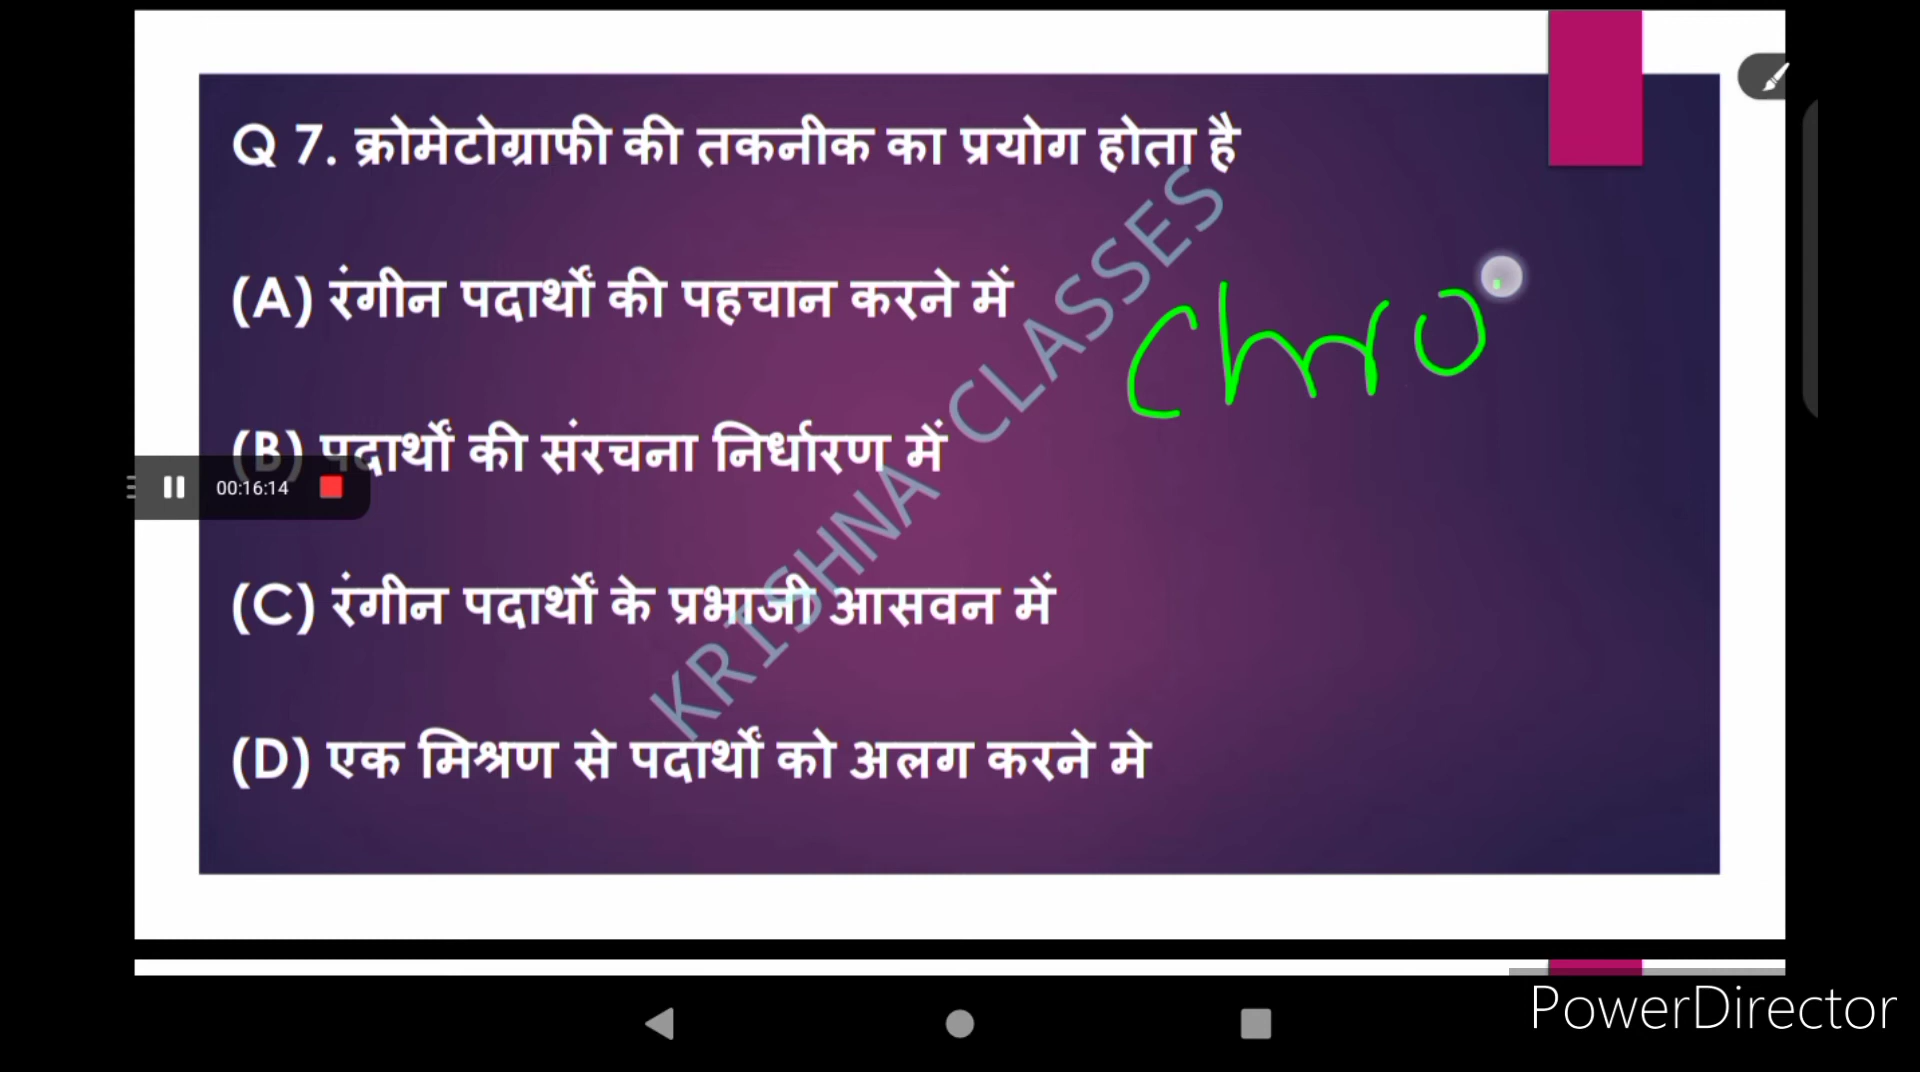 Q 7. क्रोमेटोग्राफी की तकनीक का प्रयोग होता है
(A) रंगीन पदार्थों की पहचान करने में
chro
(B) पदार्थों की संरचना निर्धारण में
00:16:14
(C) रंगीन पदार्थों के प्रभाजी आसवन में
(D) एक मिश्रण से पदार्थों को अलग करने मे
KRISHNA CLASSES
PowerDirector